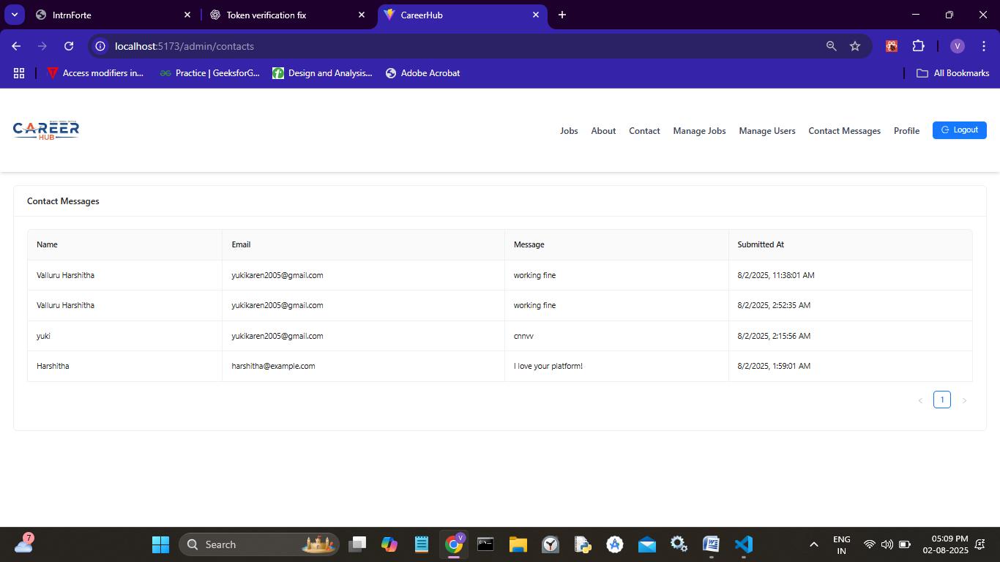 IntrnForte
Token verification fix
CareerHub
localhost:5173/admin/contacts
V
Access modifiers in...
Practice | GeeksforG...
Design and Analysis...
Adobe Acrobat
All Bookmarks
CAREER
HUB
Jobs
About
Contact
Manage Jobs
Manage Users
Contact Messages
Profile
Logout
Contact Messages
Name Email Message Submitted At
Valluru Harshitha yukikaren2005@gmail.com working fine 8/2/2025, 11:38:01 AM
Valluru Harshitha yukikaren2005@gmail.com working fine 8/2/2025, 2:52:35 AM
yuki yukikaren2005@gmail.com cnnvv 8/2/2025, 2:15:56 AM
Harshitha harshitha@example.com I love your platform! 8/2/2025, 1:59:01 AM
< 1 >
7
Search
V
ENG
IN
05:09 PM
02-08-2025